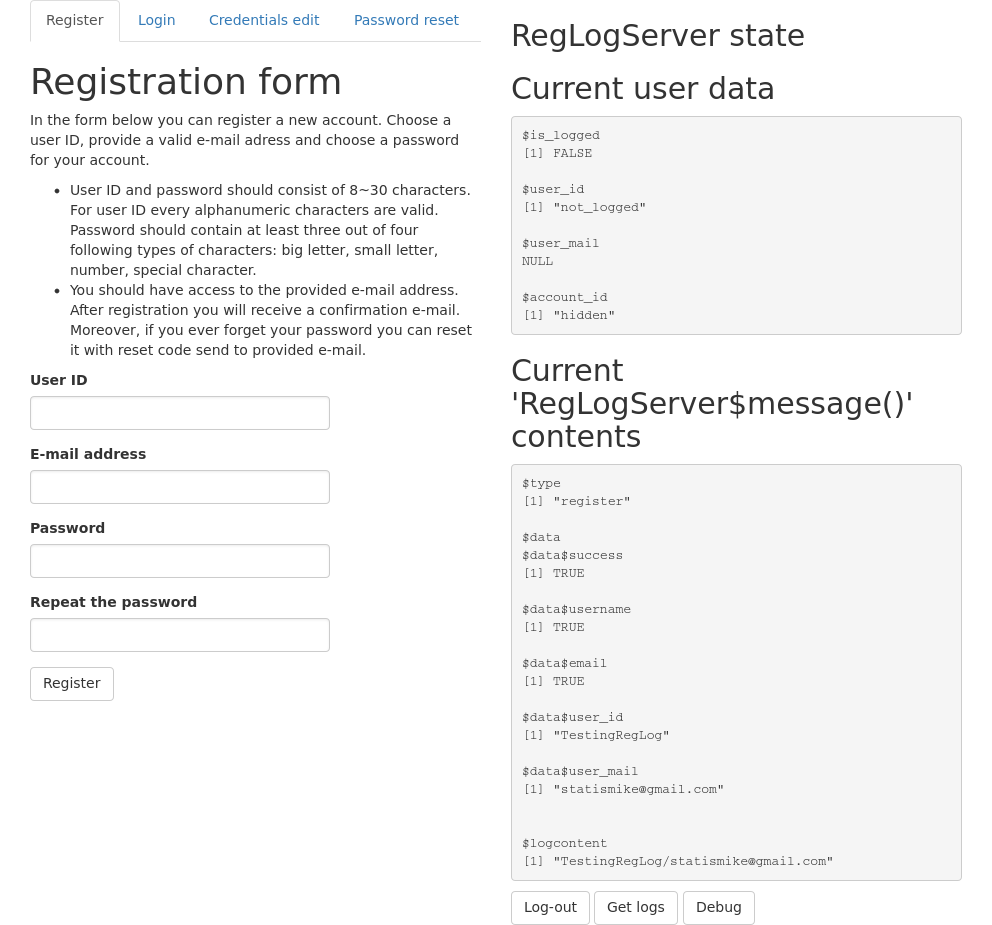 Register Login Credentials edit Password reset
Registration form
In the form below you can register a new account. Choose a
user ID, provide a valid e-mail adress and choose a password
for your account.
• User ID and password should consist of 8~30 characters.
For user ID every alphanumeric characters are valid.
Password should contain at least three out of four
following types of characters: big letter, small letter,
number, special character.
• You should have access to the provided e-mail address.
After registration you will receive a confirmation e-mail.
Moreover, if you ever forget your password you can reset
it with reset code send to provided e-mail.
User ID
E-mail address
Password
Repeat the password
Register
RegLogServer state
Current user data
$is_logged
[1] FALSE
$user_id
[1] "not_logged"
$user_mail
NULL
$account_id
[1] "hidden"
Current
'RegLogServer$message()'
contents
$type
[1] "register"
$data
$data$success
[1] TRUE
$data$username
[1] TRUE
$data$email
[1] TRUE
$data$user_id
[1] "TestingRegLog"
$data$user_mail
[1] "statismike@gmail.com"
$logcontent
[1] "TestingRegLog/statismike@gmail.com"
Log-out Get logs Debug